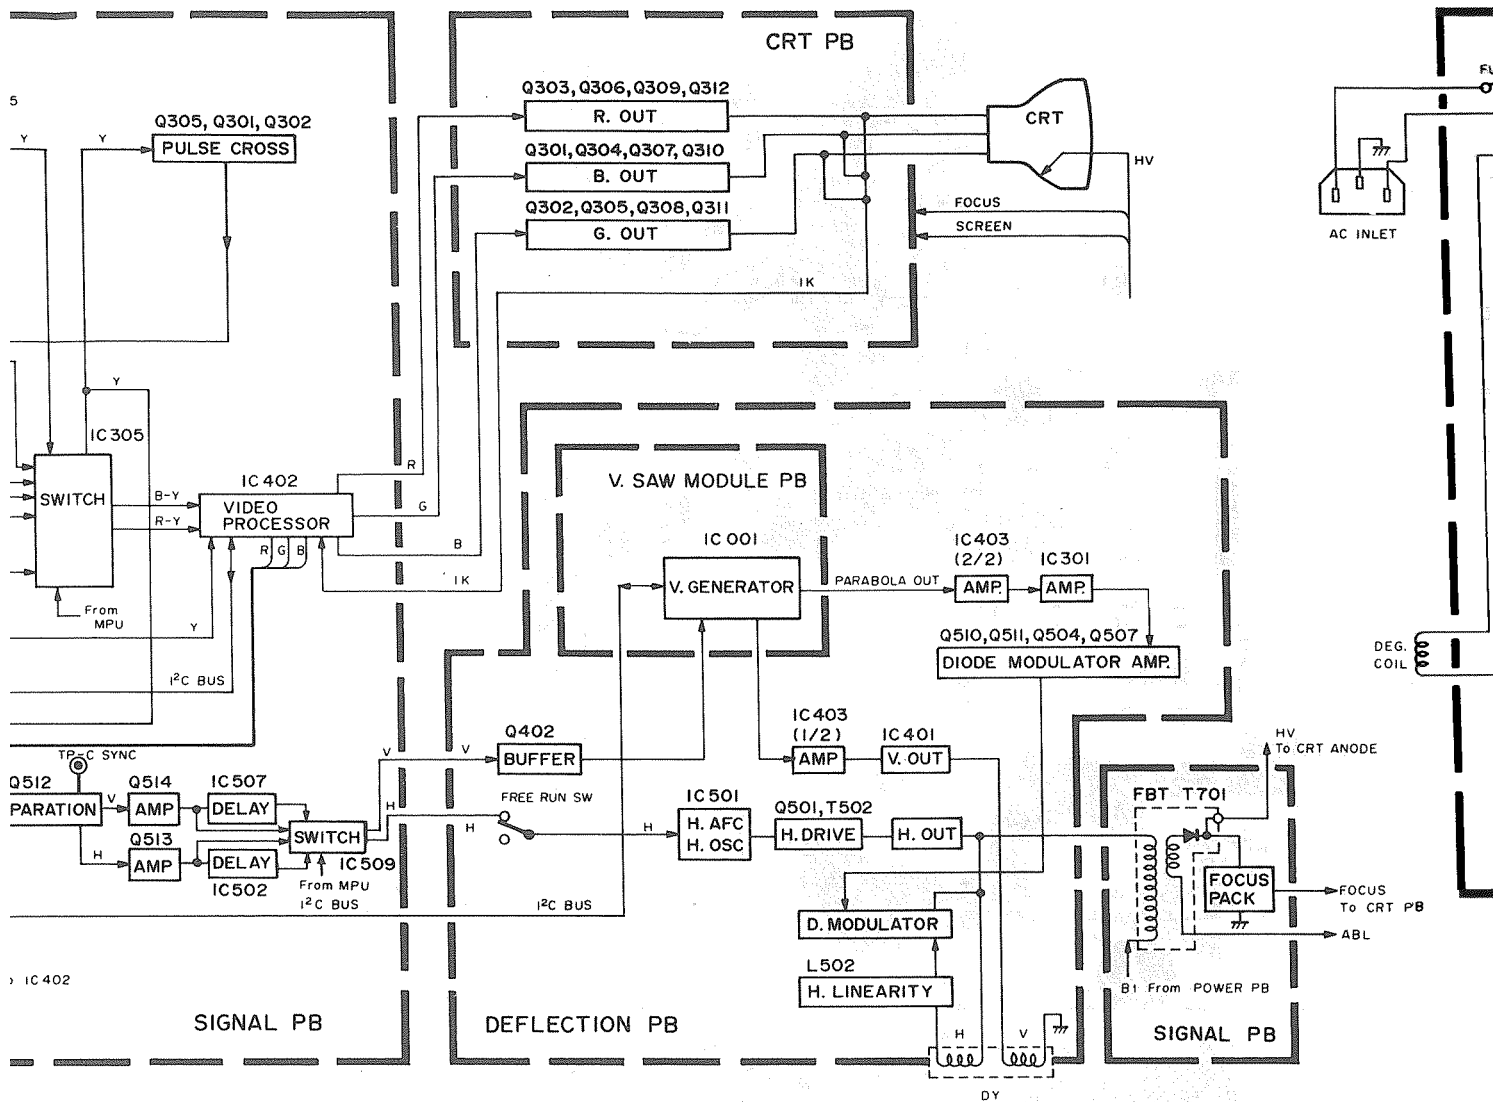 CRT PB
Q303, Q306, Q309, Q312
R. OUT
Q301, Q304, Q307, Q310
B. OUT
Q302, Q305, Q308, Q311
G. OUT
CRT
HV
FOCUS
SCREEN
IK
AC INLET
FU
5
Y
Y
Q305, Q301, Q302
PULSE CROSS
Y
IC305
SWITCH
B-Y
R-Y
IC402
VIDEO
PROCESSOR
R G B
R
G
B
IK
From
MPU
Y
I²C BUS
V. SAW MODULE PB
IC001
V. GENERATOR
PARABOLA OUT
IC403
(2/2)
AMP.
IC301
AMP.
Q510, Q511, Q504, Q507
DIODE MODULATOR AMP.
DEG.
COIL
TP-C SYNC
Q512
PARATION
V
H
Q514
AMP
Q513
AMP
IC507
DELAY
DELAY
IC502
SWITCH
IC509
From MPU
I²C BUS
V
H
V
H
Q402
BUFFER
FREE RUN SW
H
IC403
(1/2)
AMP
IC401
V. OUT
IC501
H. AFC
H. OSC
Q501, T502
H. DRIVE
H. OUT
I²C BUS
D. MODULATOR
L502
H. LINEARITY
H
V
DY
HV
To CRT ANODE
FBT T701
FOCUS
PACK
FOCUS
To CRT PB
ABL
B1 From POWER PB
IC402
SIGNAL PB
DEFLECTION PB
SIGNAL PB